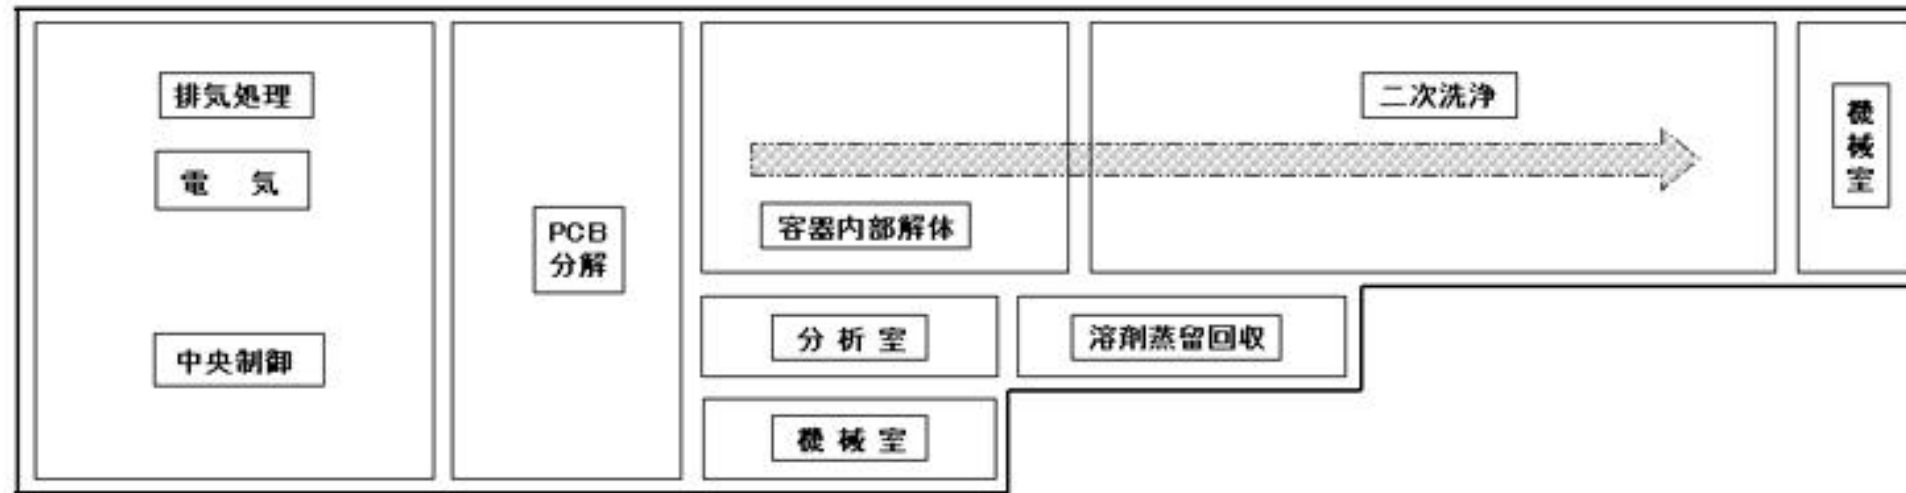 排気処理
電 気
中央制御
PCB
分解
容器内部解体
二次洗浄
機械室
分析室
溶剤蒸留回収
機械室